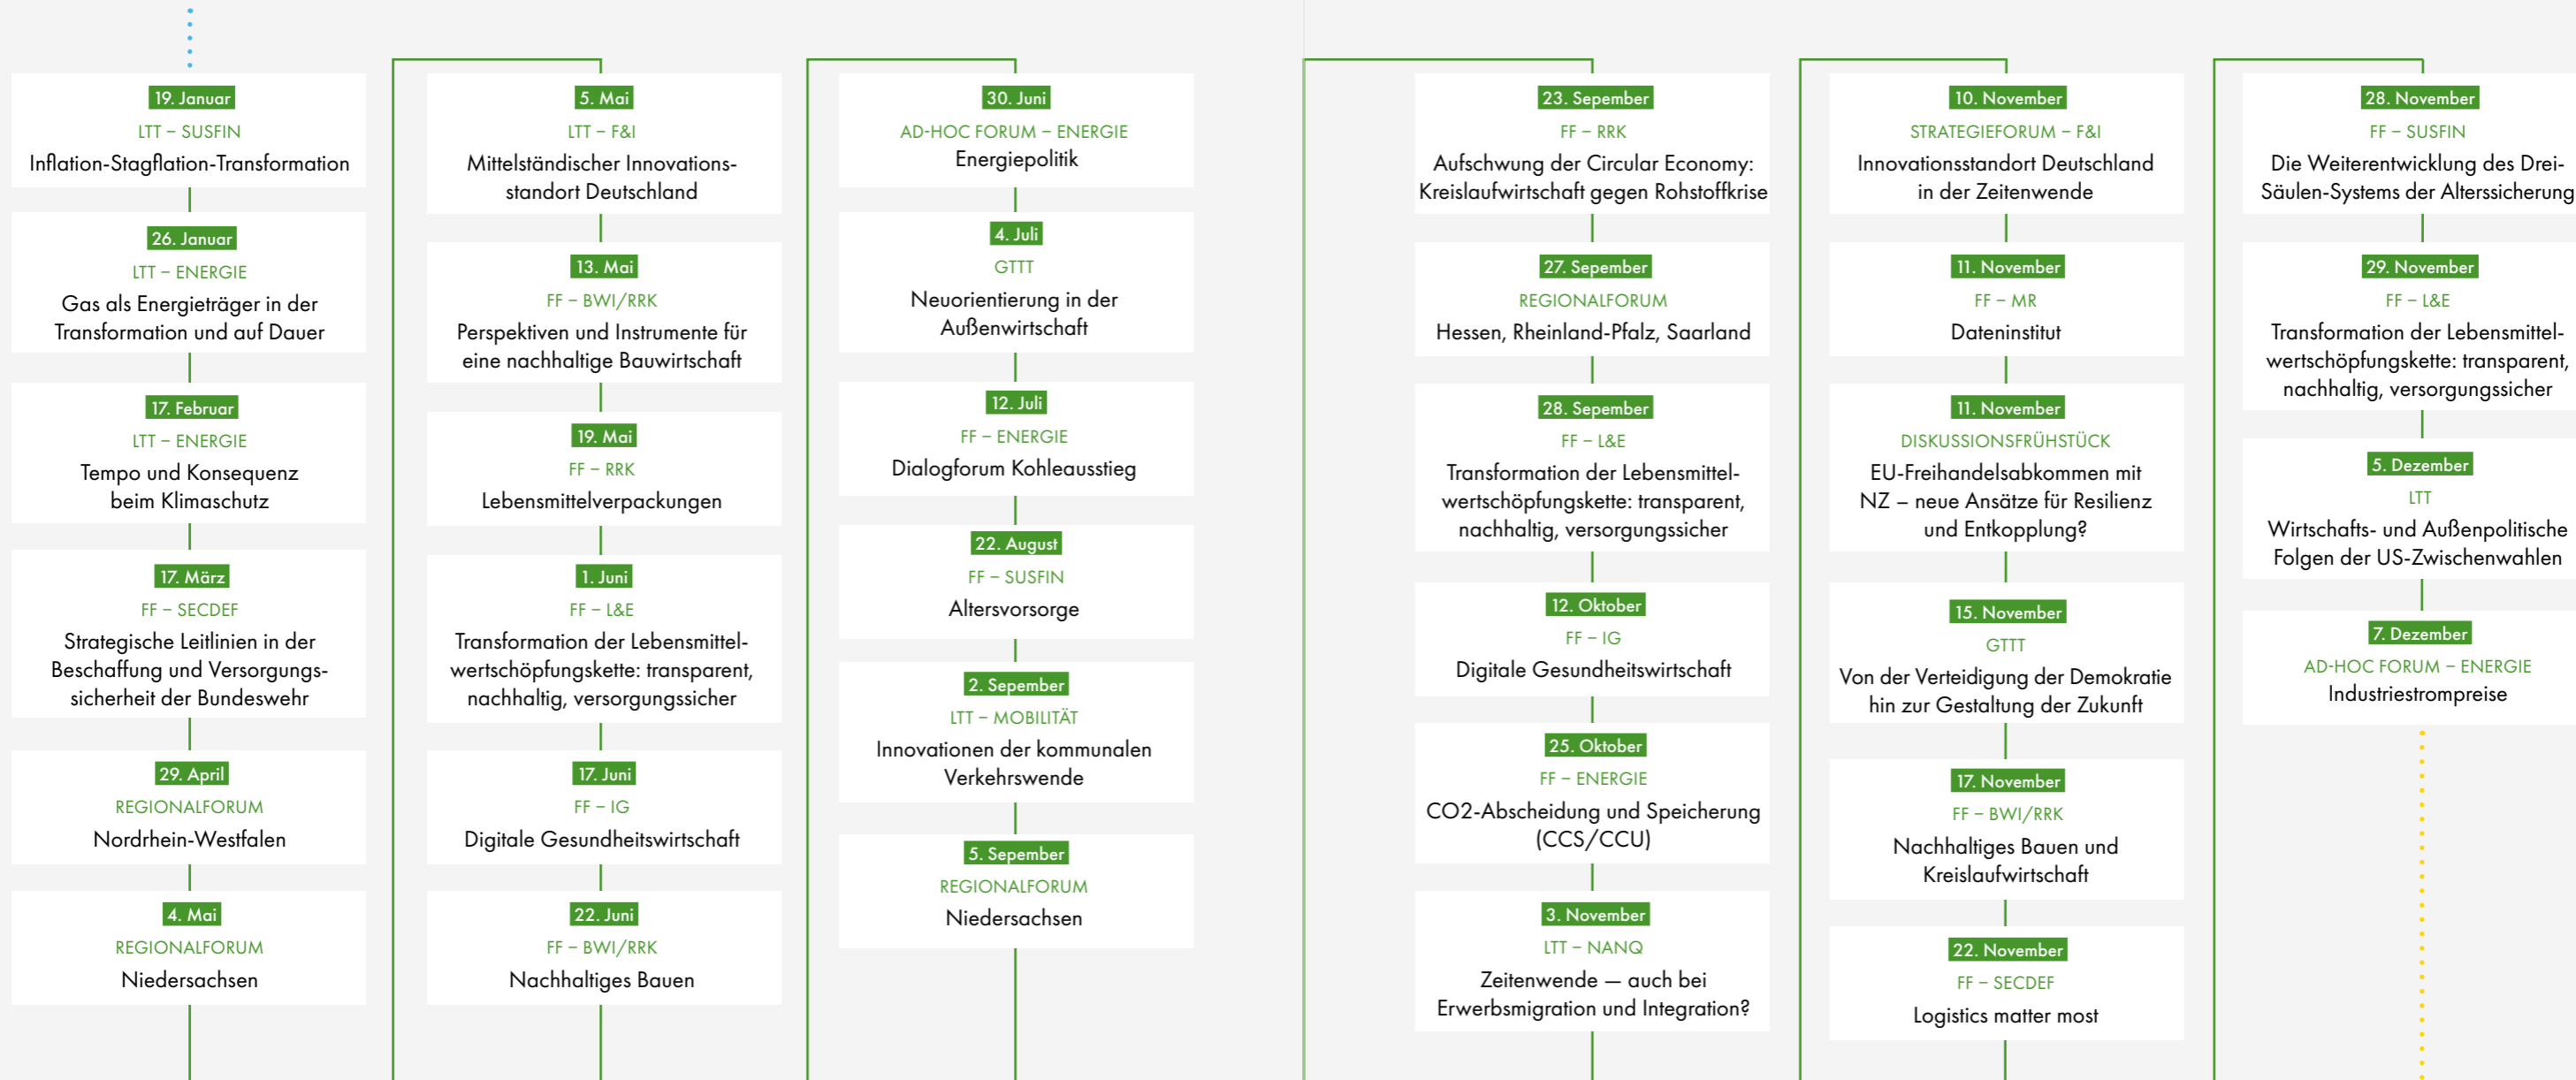 19. Januar
LTT – SUSFIN
Inflation-Stagflation-Transformation
26. Januar
LTT – ENERGIE
Gas als Energieträger in der
Transformation und auf Dauer
17. Februar
LTT – ENERGIE
Tempo und Konsequenz
beim Klimaschutz
17. März
FF – SECDEF
Strategische Leitlinien in der
Beschaffung und Versorgungs-
sicherheit der Bundeswehr
29. April
REGIONALFORUM
Nordrhein-Westfalen
4. Mai
REGIONALFORUM
Niedersachsen
5. Mai
LTT – F&I
Mittelständischer Innovations-
standort Deutschland
13. Mai
FF – BWI/RRK
Perspektiven und Instrumente für
eine nachhaltige Bauwirtschaft
19. Mai
FF – RRK
Lebensmittelverpackungen
1. Juni
FF – L&E
Transformation der Lebensmittel-
wertschöpfungskette: transparent,
nachhaltig, versorgungssicher
17. Juni
FF – IG
Digitale Gesundheitswirtschaft
22. Juni
FF – BWI/RRK
Nachhaltiges Bauen
30. Juni
AD-HOC FORUM – ENERGIE
Energiepolitik
4. Juli
GTTT
Neuorientierung in der
Außenwirtschaft
12. Juli
FF – ENERGIE
Dialogforum Kohleausstieg
22. August
FF – SUSFIN
Altersvorsorge
2. Sepember
LTT – MOBILITÄT
Innovationen der kommunalen
Verkehrswende
5. Sepember
REGIONALFORUM
Niedersachsen
23. Sepember
FF – RRK
Aufschwung der Circular Economy:
Kreislaufwirtschaft gegen Rohstoffkrise
27. Sepember
REGIONALFORUM
Hessen, Rheinland-Pfalz, Saarland
28. Sepember
FF – L&E
Transformation der Lebensmittel-
wertschöpfungskette: transparent,
nachhaltig, versorgungssicher
12. Oktober
FF – IG
Digitale Gesundheitswirtschaft
25. Oktober
FF – ENERGIE
CO2-Abscheidung und Speicherung
(CCS/CCU)
3. November
LTT – NANQ
Zeitenwende — auch bei
Erwerbsmigration und Integration?
10. November
STRATEGIEFORUM – F&I
Innovationsstandort Deutschland
in der Zeitenwende
11. November
FF – MR
Dateninstitut
11. November
DISKUSSIONSFRÜHSTÜCK
EU-Freihandelsabkommen mit
NZ – neue Ansätze für Resilienz
und Entkopplung?
15. November
GTTT
Von der Verteidigung der Demokratie
hin zur Gestaltung der Zukunft
17. November
FF – BWI/RRK
Nachhaltiges Bauen und
Kreislaufwirtschaft
22. November
FF – SECDEF
Logistics matter most
28. November
FF – SUSFIN
Die Weiterentwicklung des Drei-
Säulen-Systems der Alterssicherung
29. November
FF – L&E
Transformation der Lebensmittel-
wertschöpfungskette: transparent,
nachhaltig, versorgungssicher
5. Dezember
LTT
Wirtschafts- und Außenpolitische
Folgen der US-Zwischenwahlen
7. Dezember
AD-HOC FORUM – ENERGIE
Industriestrompreise